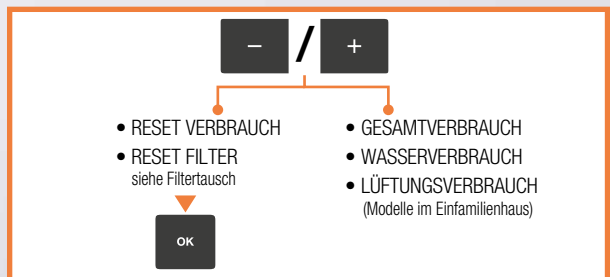 − / +
• RESET VERBRAUCH
• RESET FILTER
siehe Filtertausch
OK
• GESAMTVERBRAUCH
• WASSERVERBRAUCH
• LÜFTUNGSVERBRAUCH
(Modelle im Einfamilienhaus)